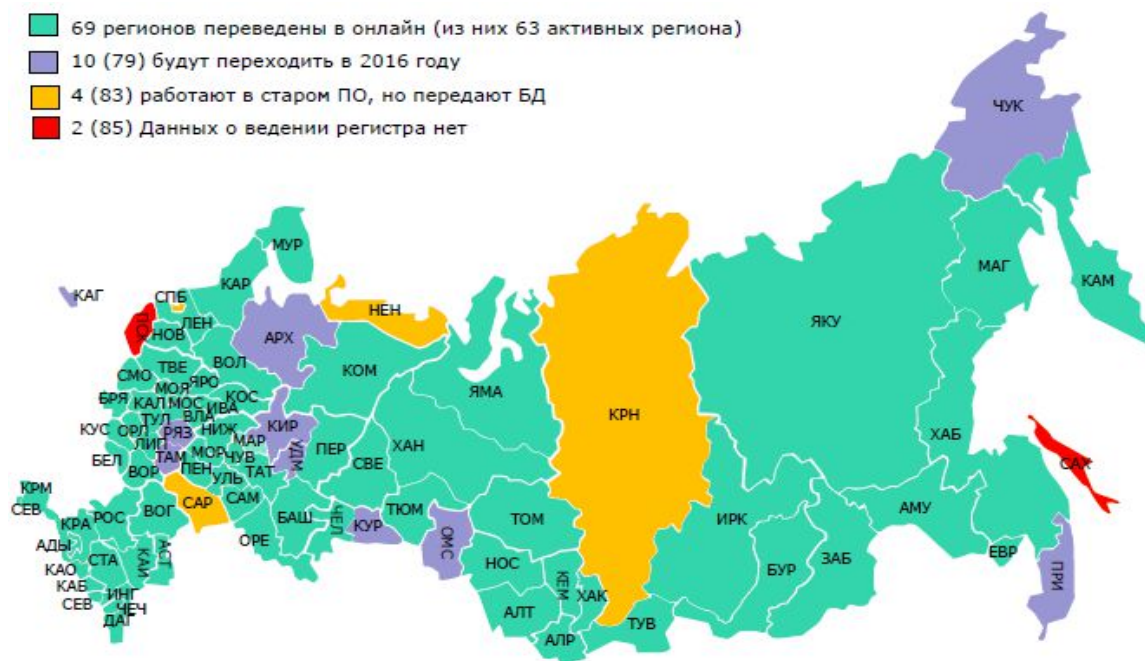 69 регионов переведены в онлайн (из них 63 активных региона)
10 (79) будут переходить в 2016 году
4 (83) работают в старом ПО, но передают БД
2 (85) Данных о ведении регистра нет
ЧУК
МУР
КАР
МАГ
КАМ
КАГ
СПБ
НЕН
ПСК
НОВ
ЛЕН
АРХ
ЯКУ
ВОЛ
КОМ
ТВЕ
СМО
ЯРО
МОЯ
ЯМА
БРЯ
КАЛ
МОС
ИВА
КОС
КРН
ТУЛ
ВЛА
КУС
ОРЛ
РЯЗ
НИЖ
КИР
ХАБ
ЛИП
МАР
УДМ
ПЕР
ХАН
БЕЛ
ТАМ
МОР
ЧУВ
СВЕ
САХ
ВОР
ПЕН
УЛЬ
ТАТ
КРМ
САР
САМ
СЕВ
КРА
РОС
ВОГ
БАШ
ЧЕЛ
КУР
ТЮМ
ОМС
ТОМ
ИРК
АМУ
ОРЕ
АДЫ
СТА
КАИ
АСТ
НОС
ЕВР
КАО
БУР
ЗАБ
ПРИ
КАБ
КЕМ
ХАК
СЕВ
ИНГ
ЧЕЧ
АЛТ
ДАГ
ТУВ
АЛР